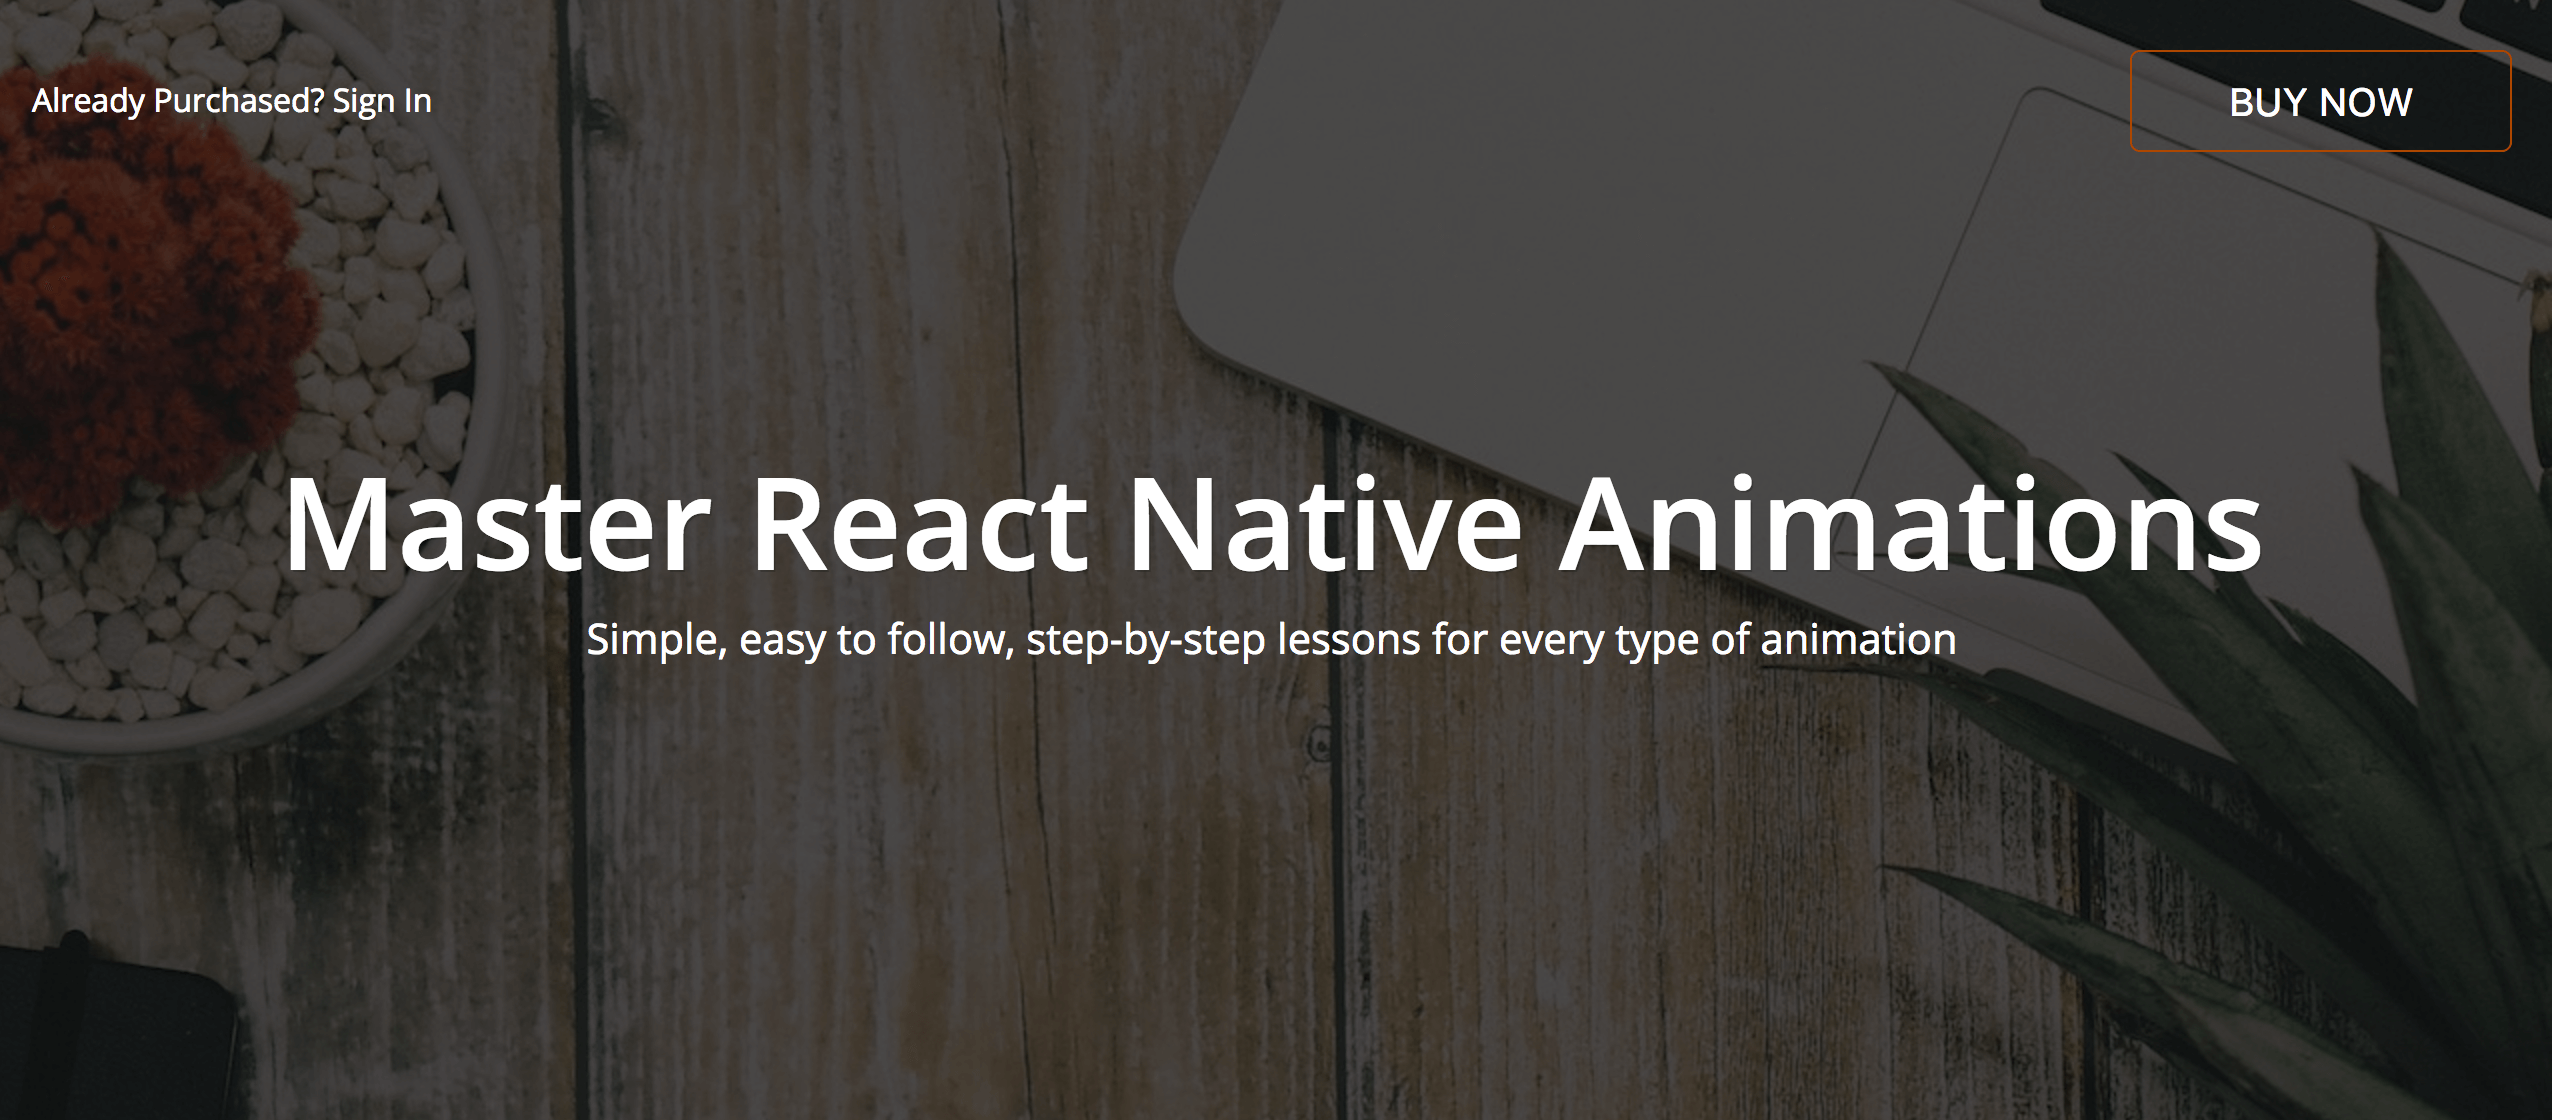 Already Purchased? Sign In
BUY NOW
Master React Native Animations
Simple, easy to follow, step-by-step lessons for every type of animation